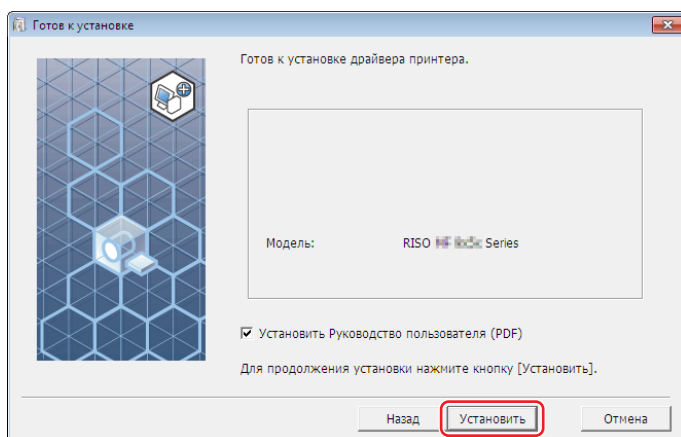 Готов к установке
Готов к установке драйвера принтера.
Модель: RISO Series
Установить Руководство пользователя (PDF)
Для продолжения установки нажмите кнопку [Установить].
Назад Установить Отмена